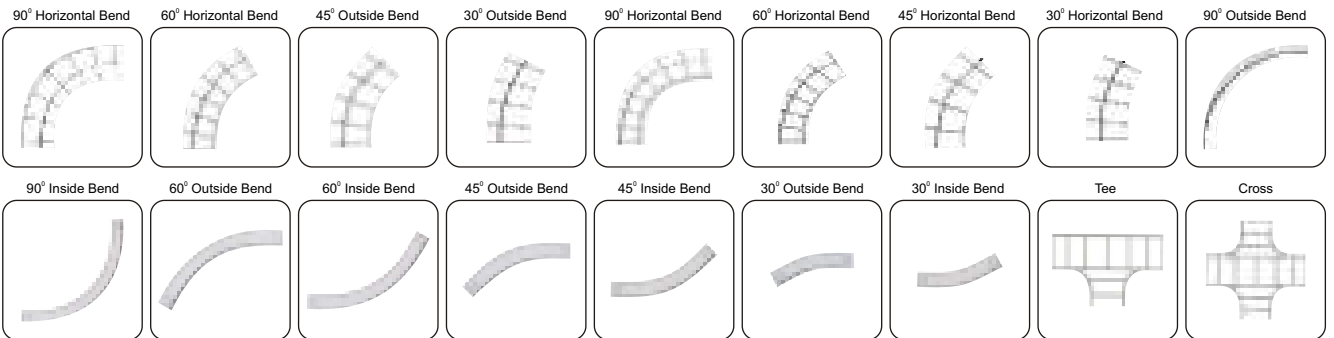 90° Horizontal Bend
60° Horizontal Bend
45° Outside Bend
30° Outside Bend
90° Horizontal Bend
60° Horizontal Bend
45° Horizontal Bend
30° Horizontal Bend
90° Outside Bend
90° Inside Bend
60° Outside Bend
60° Inside Bend
45° Outside Bend
45° Inside Bend
30° Outside Bend
30° Inside Bend
Tee
Cross